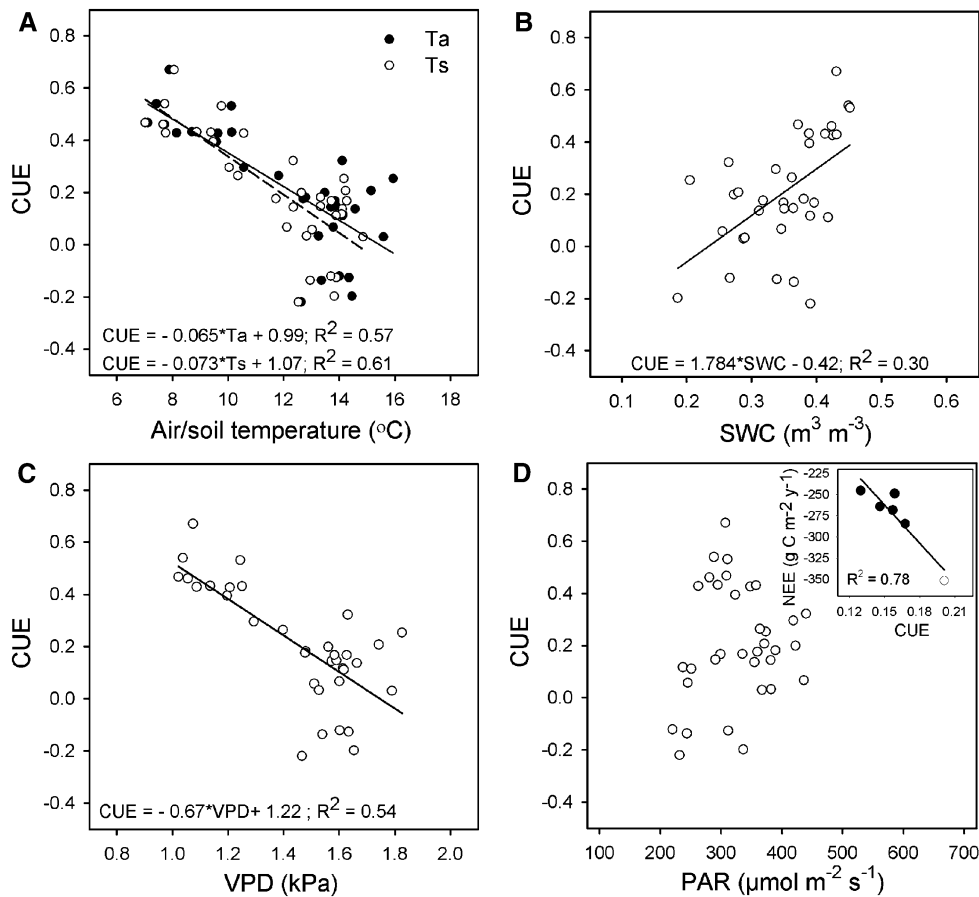 A
Ta
Ts
0.8
0.6
0.4
0.2
0.0
-0.2
-0.4
CUE
CUE = - 0.065*Ta + 0.99; R² = 0.57
CUE = - 0.073*Ts + 1.07; R² = 0.61
6 8 10 12 14 16 18
Air/soil temperature (°C)
B
0.8
0.6
0.4
0.2
0.0
-0.2
-0.4
CUE
CUE = 1.784*SWC - 0.42; R² = 0.30
0.1 0.2 0.3 0.4 0.5 0.6
SWC (m³ m⁻³)
C
0.8
0.6
0.4
0.2
0.0
-0.2
-0.4
CUE
CUE = - 0.67*VPD+ 1.22 ; R² = 0.54
0.8 1.0 1.2 1.4 1.6 1.8 2.0
VPD (kPa)
D
0.8
0.6
0.4
0.2
0.0
-0.2
-0.4
CUE
100 200 300 400 500 600 700
PAR (µmol m⁻² s⁻¹)
NEE (g C m-2 y-1)
-225
-250
-275
-300
-325
-350
R² = 0.78
0.12 0.15 0.18 0.21
CUE